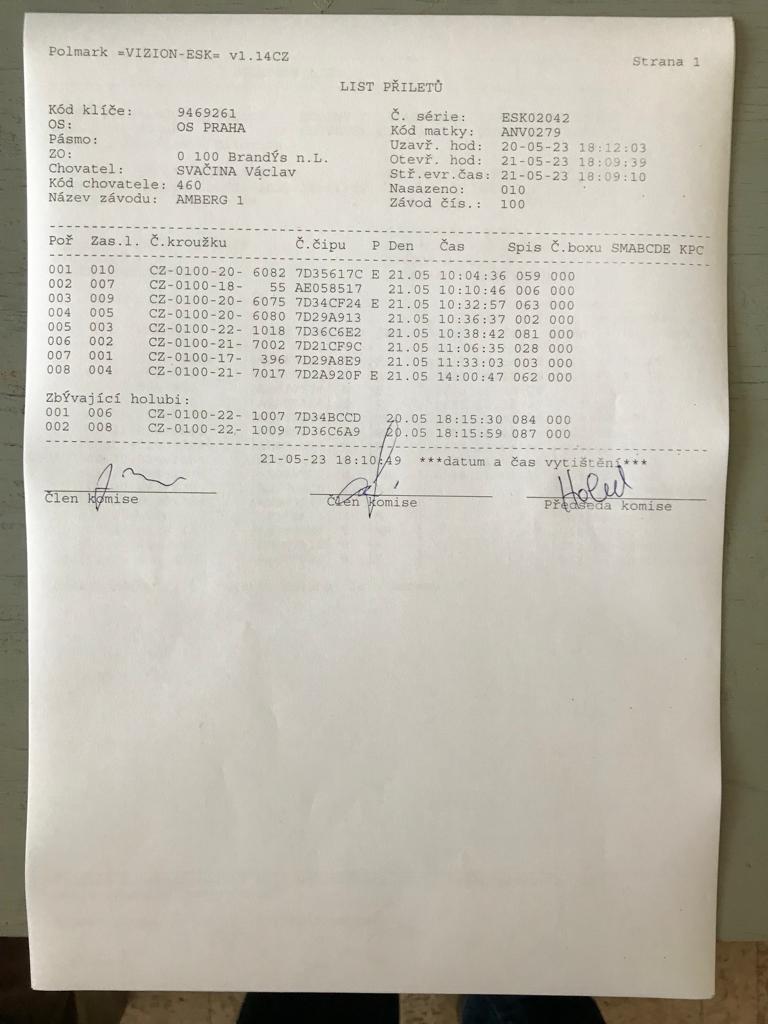 Polmark =VIZION-ESK= v1.14CZ Strana 1
LIST PŘILETŮ
Kód klíče: 9469261 Č. série: ESK02042
OS: OS PRAHA Kód matky: ANV0279
Pásmo: Uzavř. hod: 20-05-23 18:12:03
ZO: 0 100 BrandÝs n.L. Otevř. hod: 21-05-23 18:09:39
Chovatel: SVAČINA Václav Stř.evr.čas: 21-05-23 18:09:10
Kód chovatele: 460 Nasazeno: 010
Název závodu: AMBERG 1 Závod čís.: 100
Poř Zas.l. Č.kroužku Č.čipu P Den Čas Spis Č.boxu SMABCDE KPC
001 010 CZ-0100-20- 6082 7D35617C E 21.05 10:04:36 059 000
002 007 CZ-0100-18- 55 AE058517 21.05 10:10:46 006 000
003 009 CZ-0100-20- 6075 7D34CF24 E 21.05 10:32:57 063 000
004 005 CZ-0100-20- 6080 7D29A913 21.05 10:36:37 002 000
005 003 CZ-0100-22- 1018 7D36C6E2 21.05 10:38:42 081 000
006 002 CZ-0100-21- 7002 7D21CF9C 21.05 11:06:35 028 000
007 001 CZ-0100-17- 396 7D29A8E9 21.05 11:33:03 003 000
008 004 CZ-0100-21- 7017 7D2A920F E 21.05 14:00:47 062 000
Zbývající holubi:
001 006 CZ-0100-22- 1007 7D34BCCD 20.05 18:15:30 084 000
002 008 CZ-0100-22- 1009 7D36C6A9 20.05 18:15:59 087 000
21-05-23 18:10:49 ***datum a čas vytištění***
Člen komise Člen komise Předseda komise